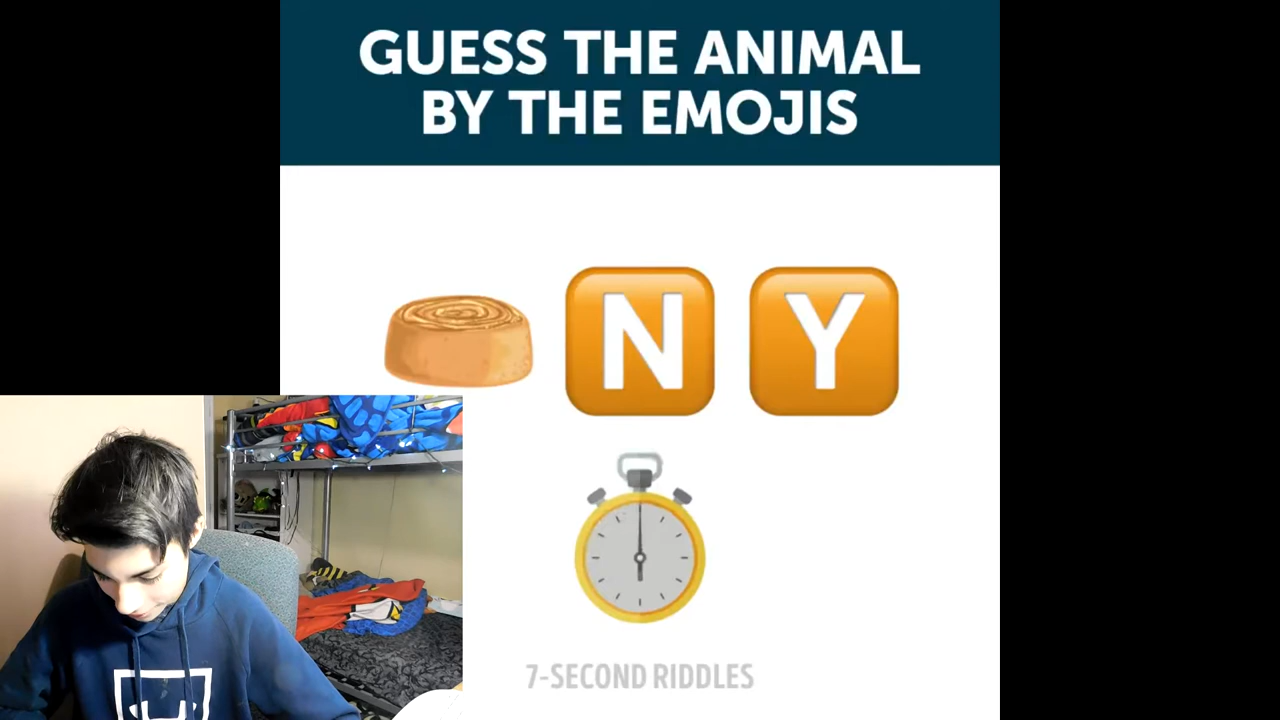 GUESS THE ANIMAL
BY THE EMOJIS
N Y
7-SECOND RIDDLES